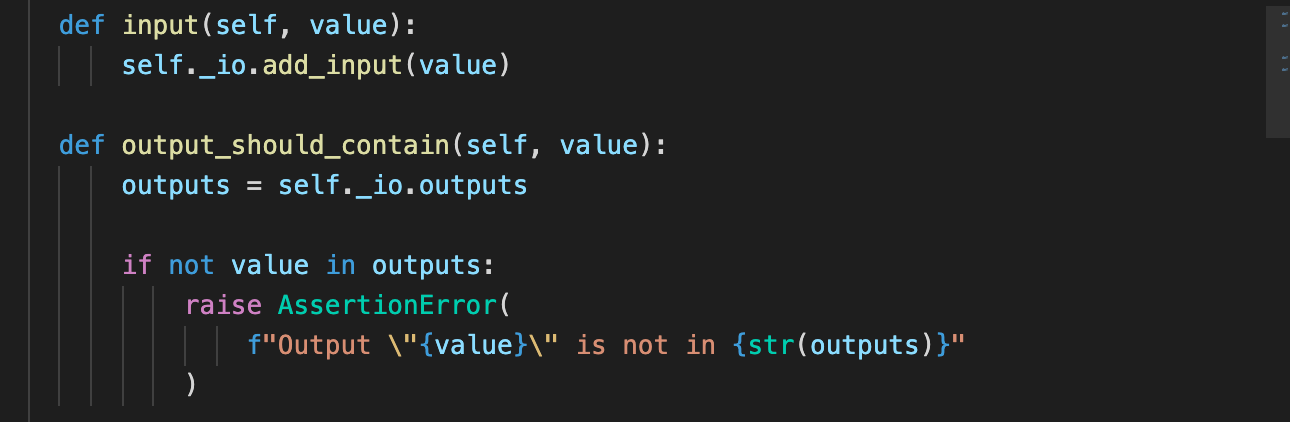 def input(self, value):
    self._io.add_input(value)

def output_should_contain(self, value):
    outputs = self._io.outputs

    if not value in outputs:
        raise AssertionError(
            f"Output \"{value}\" is not in {str(outputs)}"
        )